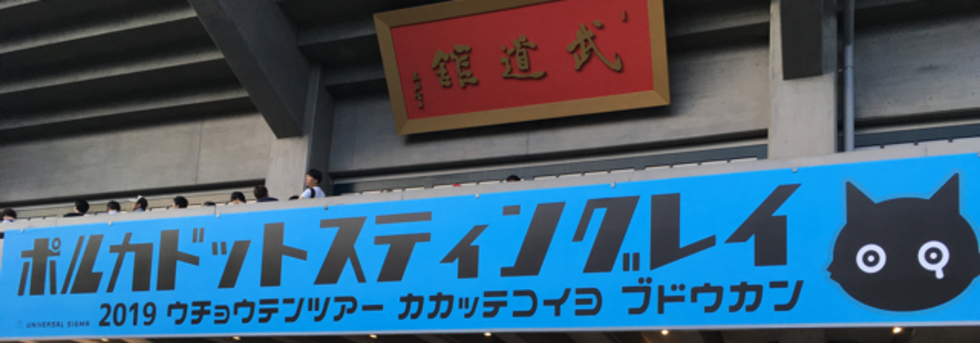 武道館
ポルカドットスティングレイ
2019 ウチョウテンツアー カカッテコイヨ ブドウカン
UNIVERSAL SIGMA